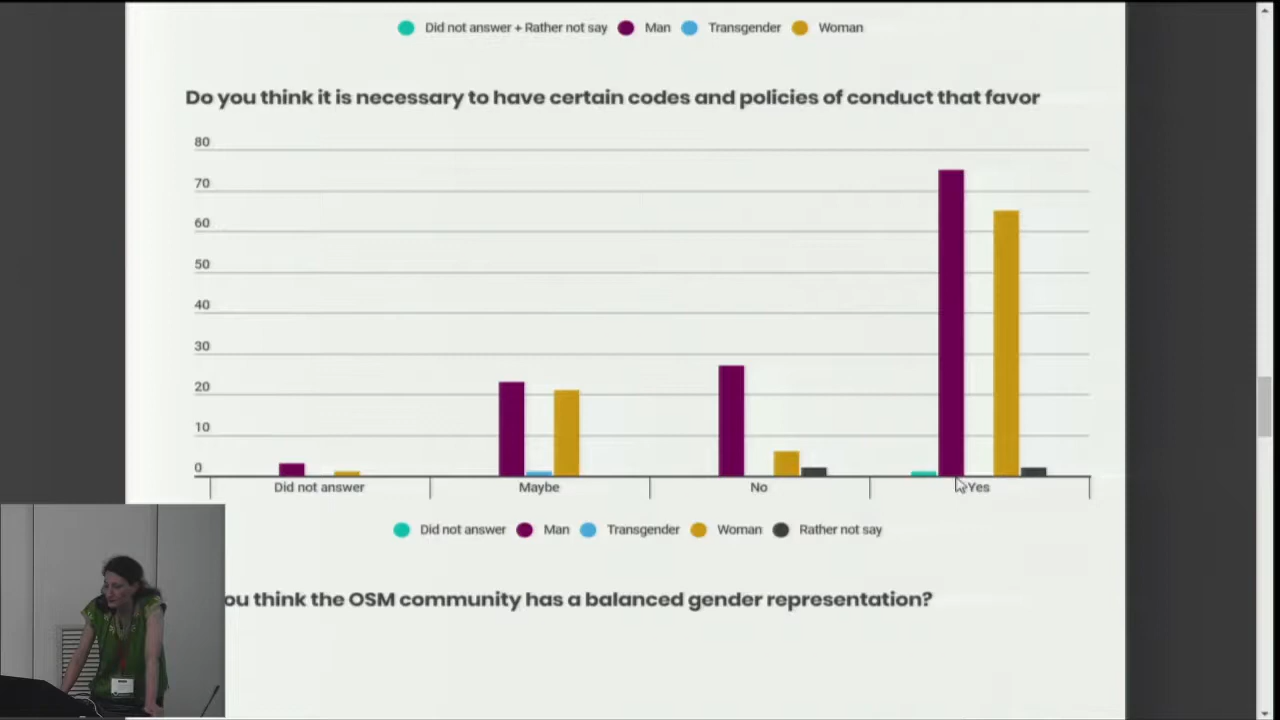 Did not answer + Rather not say Man Transgender Woman
Do you think it is necessary to have certain codes and policies of conduct that favor
80
70
60
50
40
30
20
10
0
Did not answer Maybe No Yes
Did not answer Man Transgender Woman Rather not say
ou think the OSM community has a balanced gender representation?